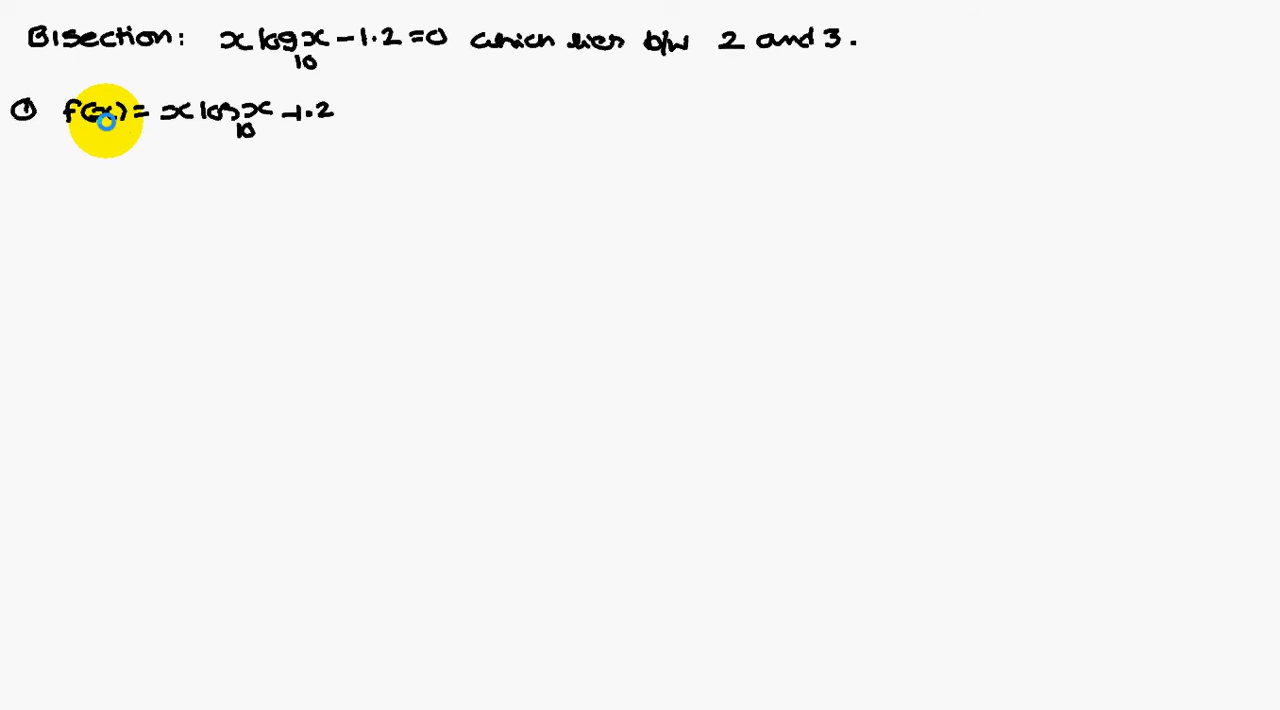 Bisection: x log₁₀ x - 1.2 = 0 which lies b/w 2 and 3.
① f(x) = x log₁₀ x - 1.2